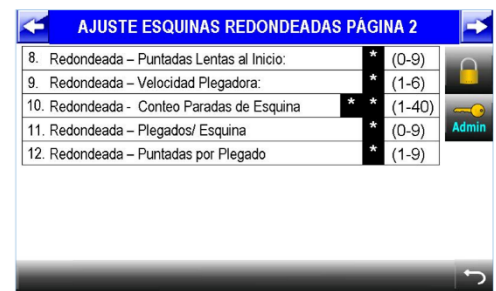 AJUSTE ESQUINAS REDONDEADAS PÁGINA 2
8. Redondeada – Puntadas Lentas al Inicio: * (0-9)
9. Redondeada – Velocidad Plegadora: * (1-6)
10. Redondeada - Conteo Paradas de Esquina * * (1-40)
11. Redondeada – Plegados/ Esquina * (0-9)
12. Redondeada – Puntadas por Plegado * (1-9)
Admin